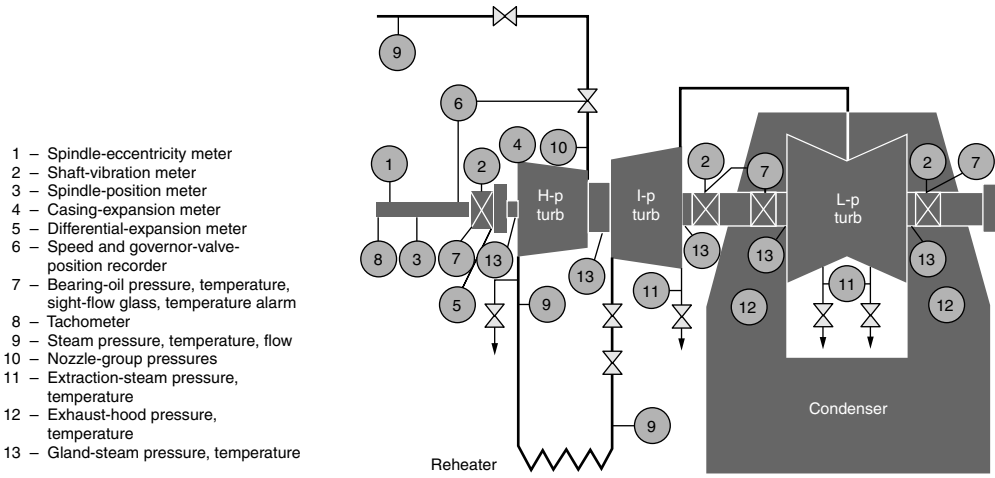 1 – Spindle-eccentricity meter
2 – Shaft-vibration meter
3 – Spindle-position meter
4 – Casing-expansion meter
5 – Differential-expansion meter
6 – Speed and governor-valve-
position recorder
7 – Bearing-oil pressure, temperature,
sight-flow glass, temperature alarm
8 – Tachometer
9 – Steam pressure, temperature, flow
10 – Nozzle-group pressures
11 – Extraction-steam pressure,
temperature
12 – Exhaust-hood pressure,
temperature
13 – Gland-steam pressure, temperature
9
6
4
10
1
2
2
7
2
7
H-p
turb
I-p
turb
L-p
turb
8
3
7
13
5
13
13
13
13
9
11
11
12
12
Condenser
9
Reheater